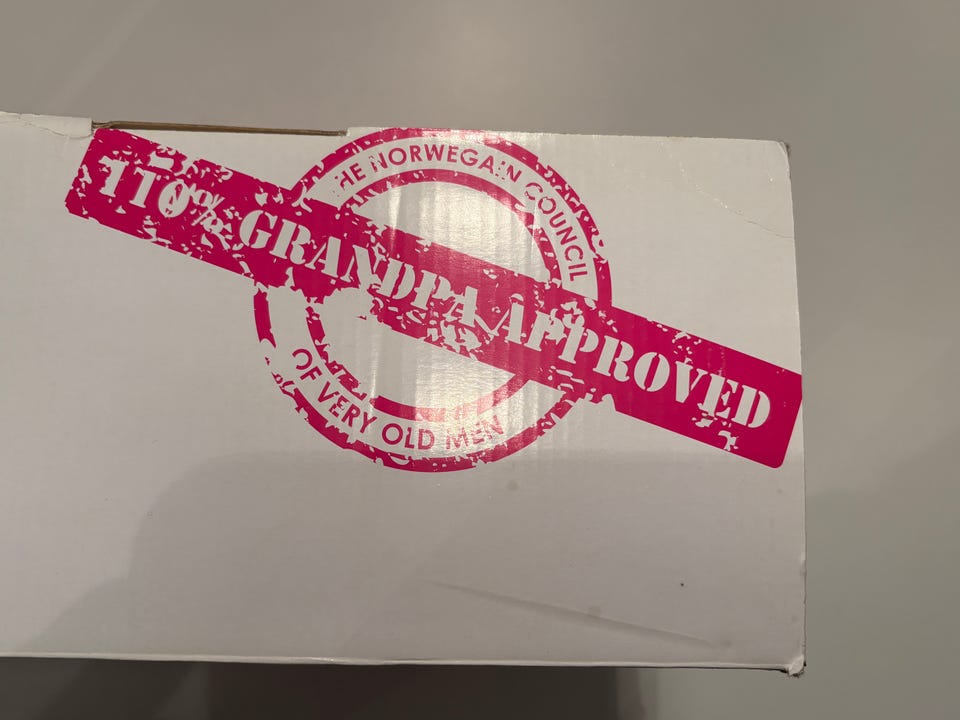 THE NORWEGAIN COUNCIL
110% GRANDPA APPROVED
OF VERY OLD MEN